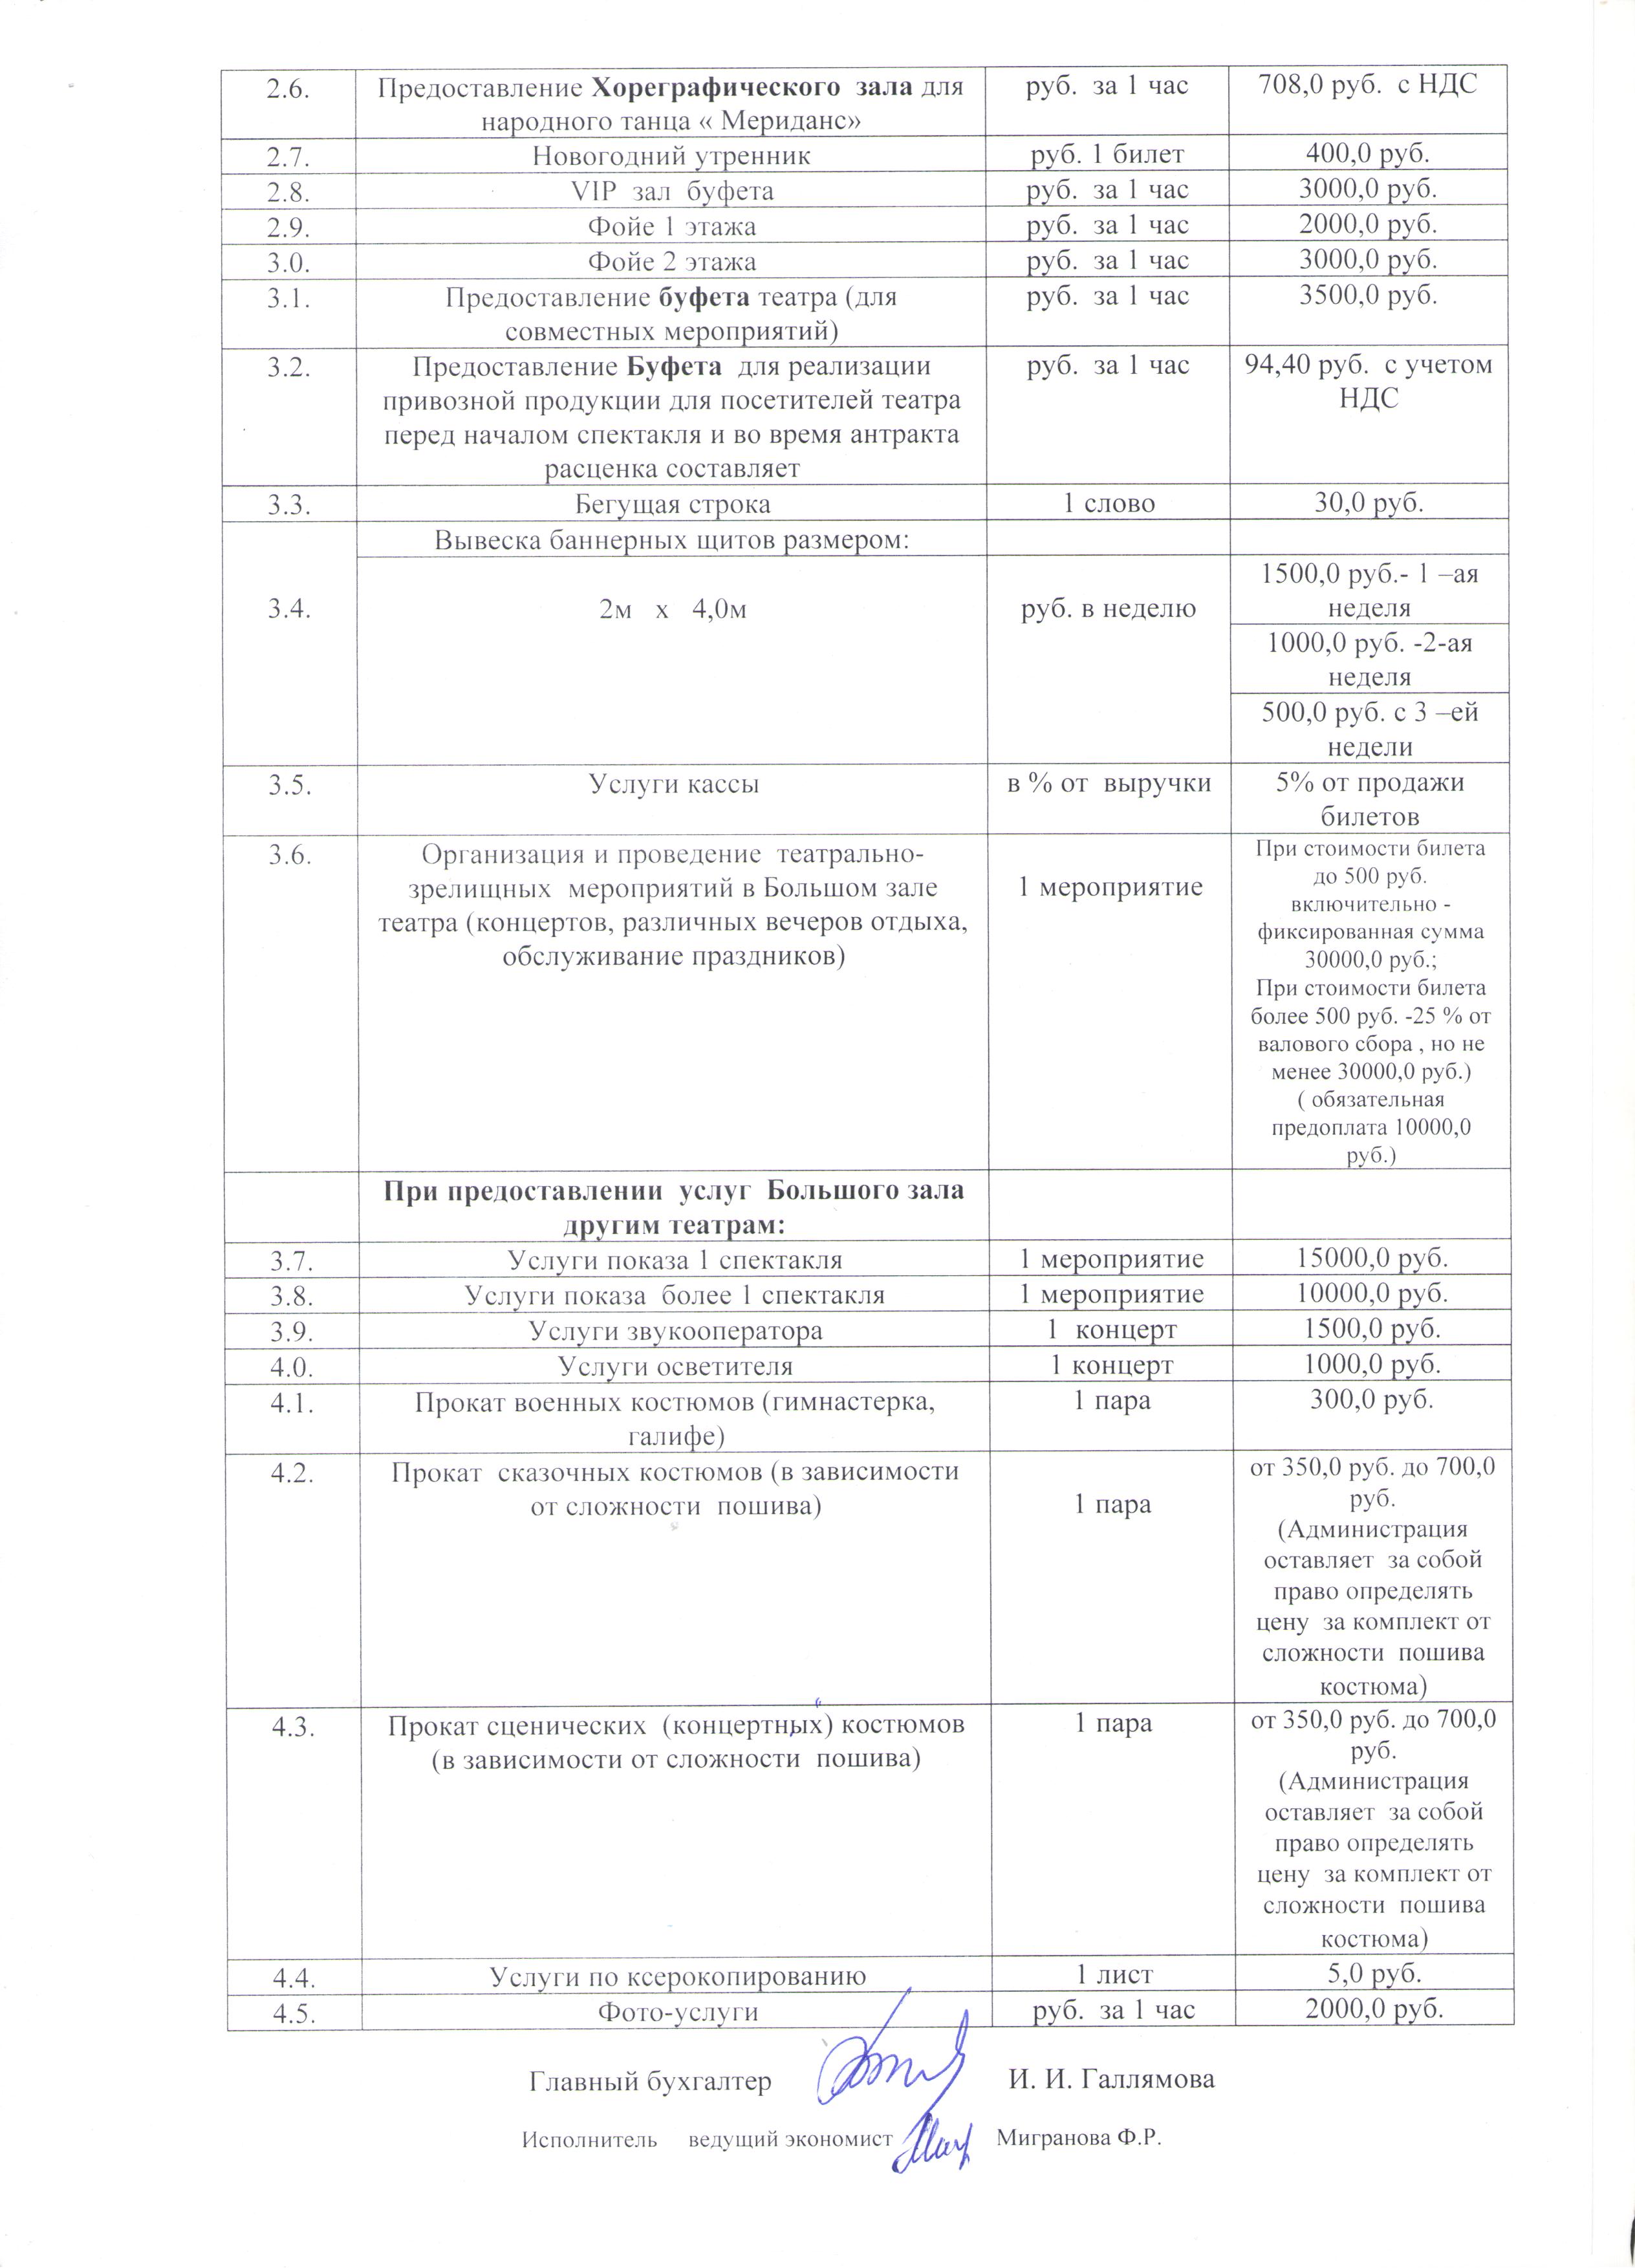 2.6. Предоставление Хореграфического зала для руб. за 1 час 708,0 руб. с НДС
народного танца « Мериданс»
2.7. Новогодний утренник руб. 1 билет 400,0 руб.
2.8. VIP зал буфета руб. за 1 час 3000,0 руб.
2.9. Фойе 1 этажа руб. за 1 час 2000,0 руб.
3.0. Фойе 2 этажа руб. за 1 час 3000,0 руб.
3.1. Предоставление буфета театра (для руб. за 1 час 3500,0 руб.
совместных мероприятий)
3.2. Предоставление Буфета для реализации руб. за 1 час 94,40 руб. с учетом
привозной продукции для посетителей театра НДС
перед началом спектакля и во время антракта
расценка составляет
3.3. Бегущая строка 1 слово 30,0 руб.
Вывеска баннерных щитов размером:
1500,0 руб.- 1 –ая
3.4. 2м х 4,0м руб. в неделю неделя
1000,0 руб. -2-ая
неделя
500,0 руб. с 3 –ей
недели
3.5. Услуги кассы в % от выручки 5% от продажи
билетов
3.6. Организация и проведение театрально- При стоимости билета
зрелищных мероприятий в Большом зале 1 мероприятие до 500 руб.
театра (концертов, различных вечеров отдыха, включительно -
обслуживание праздников) фиксированная сумма
30000,0 руб.;
При стоимости билета
более 500 руб. -25 % от
валового сбора , но не
менее 30000,0 руб.)
( обязательная
предоплата 10000,0
руб.)
При предоставлении услуг Большого зала
другим театрам:
3.7. Услуги показа 1 спектакля 1 мероприятие 15000,0 руб.
3.8. Услуги показа более 1 спектакля 1 мероприятие 10000,0 руб.
3.9. Услуги звукооператора 1 концерт 1500,0 руб.
4.0. Услуги осветителя 1 концерт 1000,0 руб.
4.1. Прокат военных костюмов (гимнастерка, 1 пара 300,0 руб.
галифе)
4.2. Прокат сказочных костюмов (в зависимости от 350,0 руб. до 700,0
от сложности пошива) 1 пара руб.
(Администрация
оставляет за собой
право определять
цену за комплект от
сложности пошива
костюма)
4.3. Прокат сценических (концертных) костюмов 1 пара от 350,0 руб. до 700,0
(в зависимости от сложности пошива) руб.
(Администрация
оставляет за собой
право определять
цену за комплект от
сложности пошива
костюма)
4.4. Услуги по ксерокопированию 1 лист 5,0 руб.
4.5. Фото-услуги руб. за 1 час 2000,0 руб.
Главный бухгалтер И. И. Галлямова
Исполнитель ведущий экономист Мигранова Ф.Р.